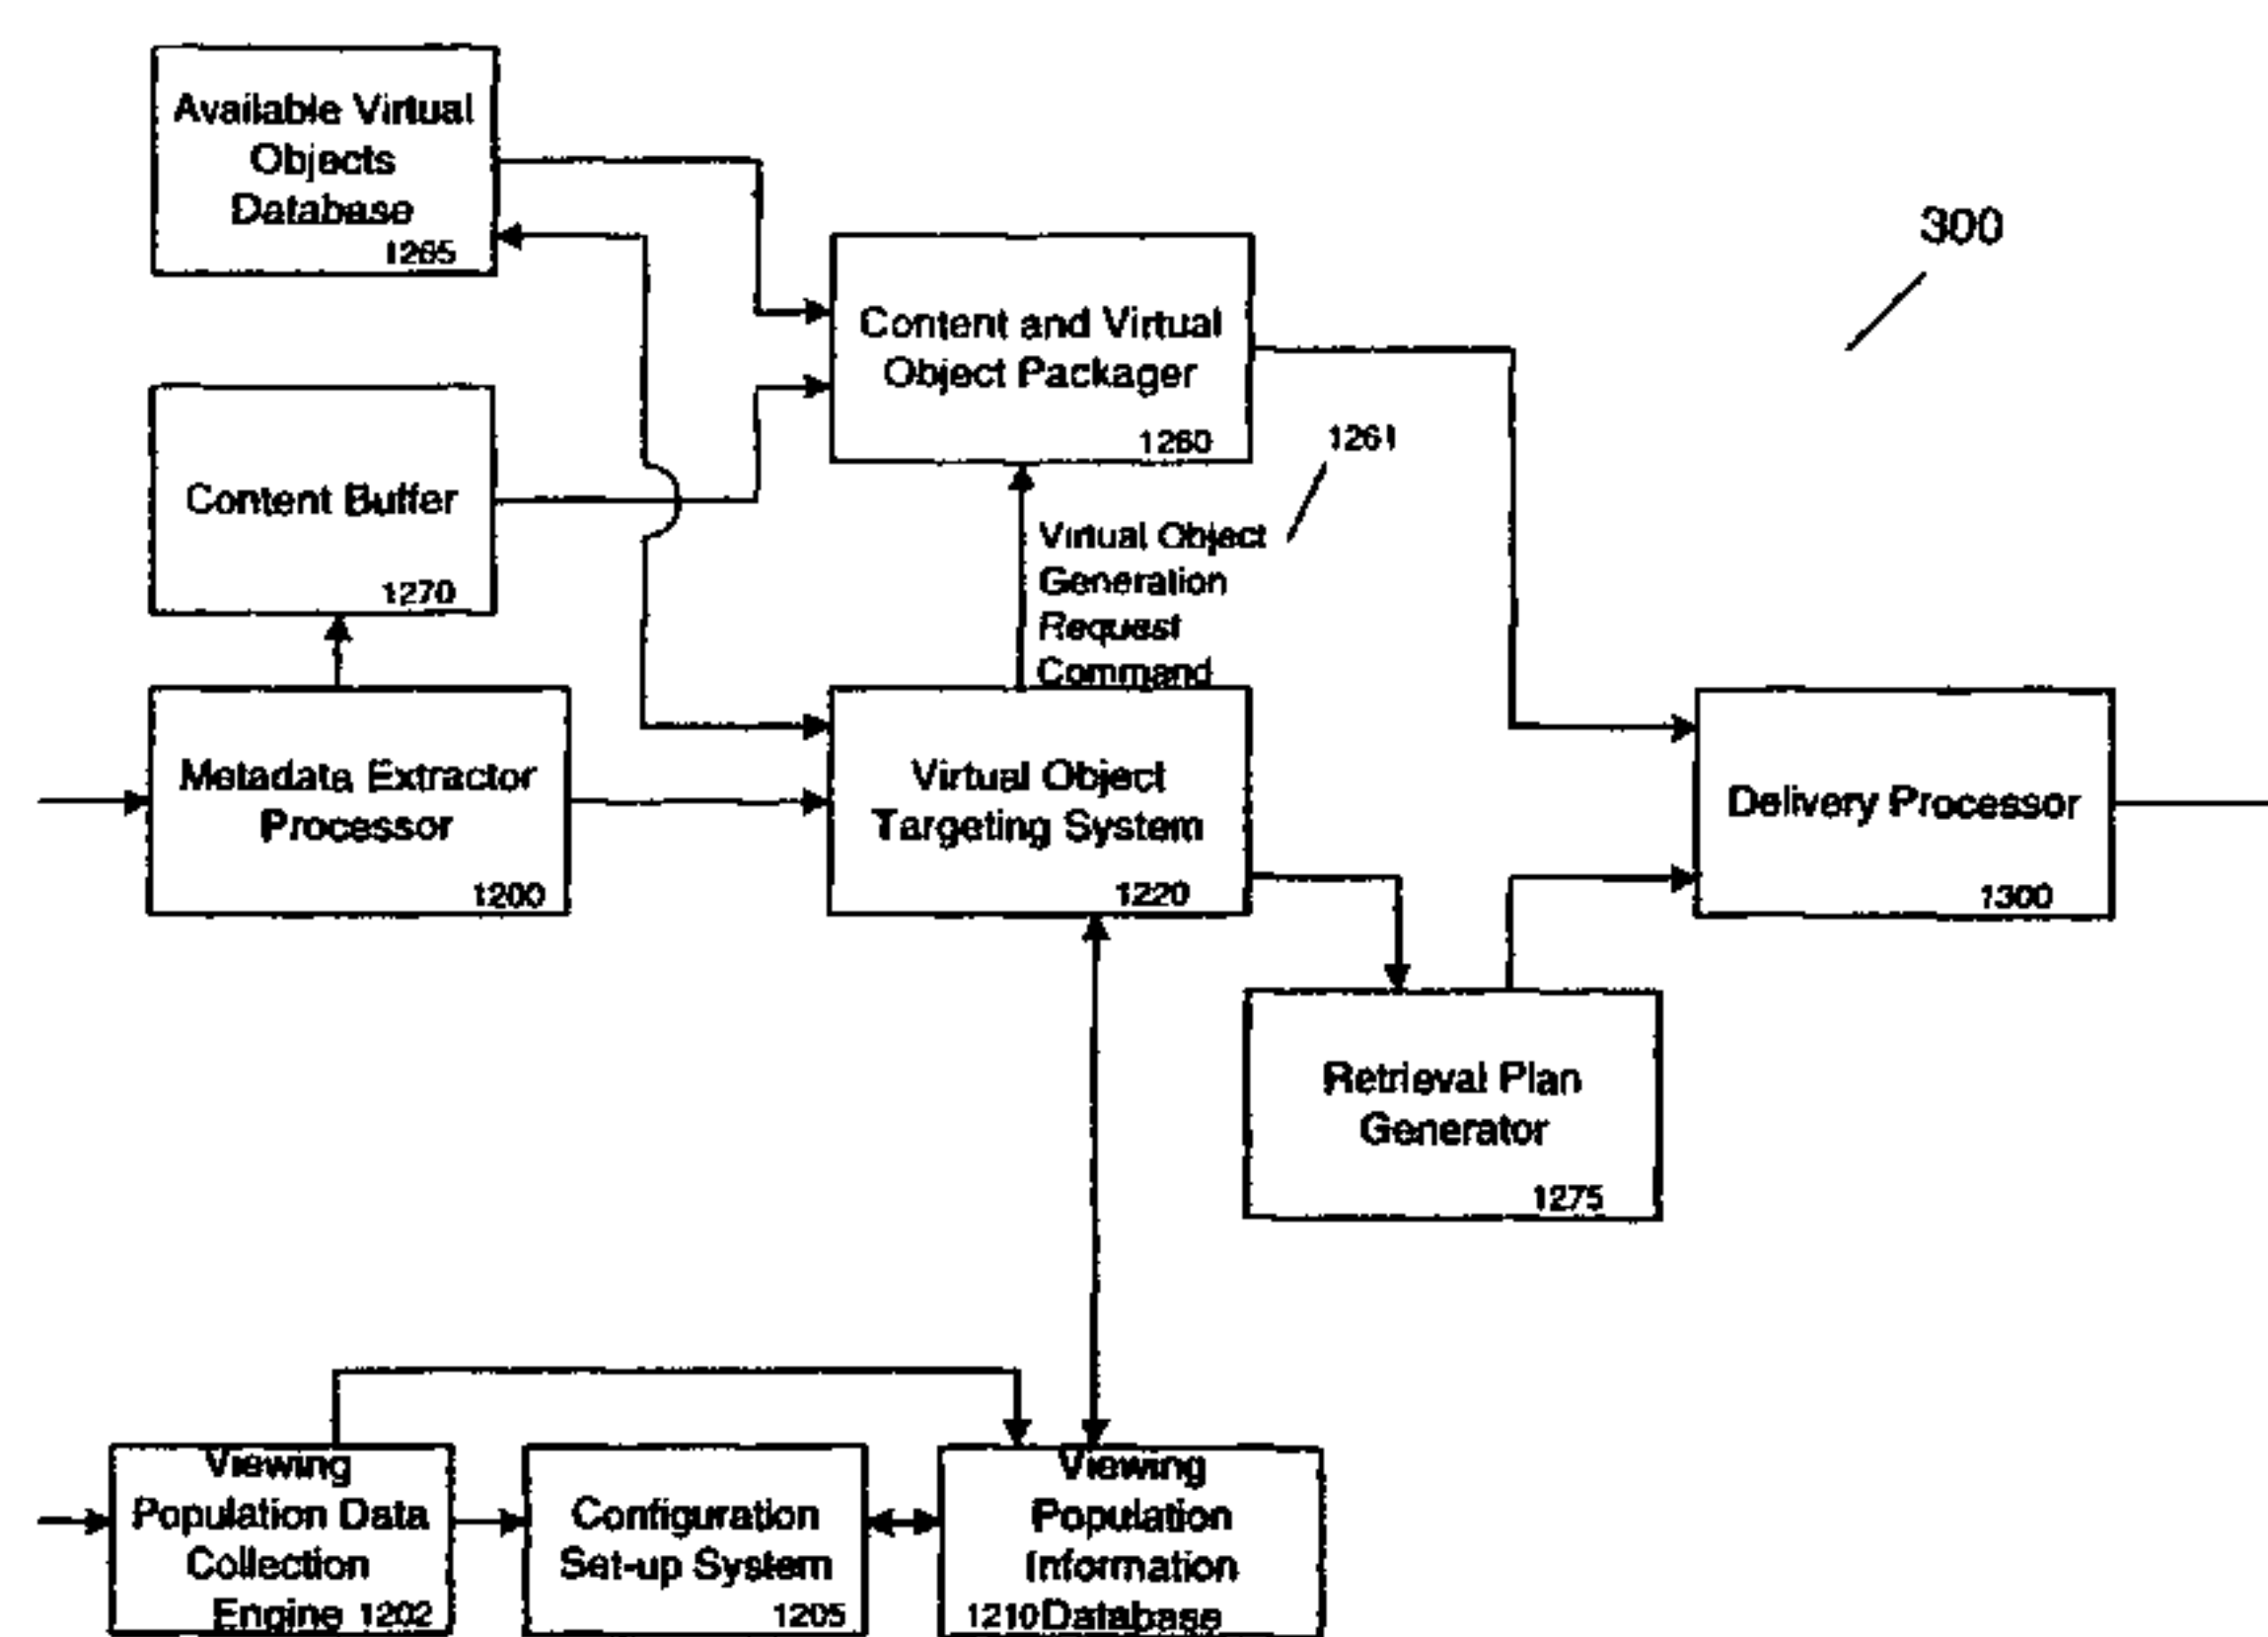 Available Virtual
Objects
Database
1265
300
Content and Virtual
Object Packager
1260
1261
Content Buffer
1270
Virtual Object
Generation
Request
Command
Metadata Extractor
Processor
1200
Virtual Object
Targeting System
1220
Delivery Processor
1300
Retrieval Plan
Generator
1275
Viewing
Population Data
Collection
Engine 1202
Configuration
Set-up System
1205
Viewing
Population
Information
1210 Database